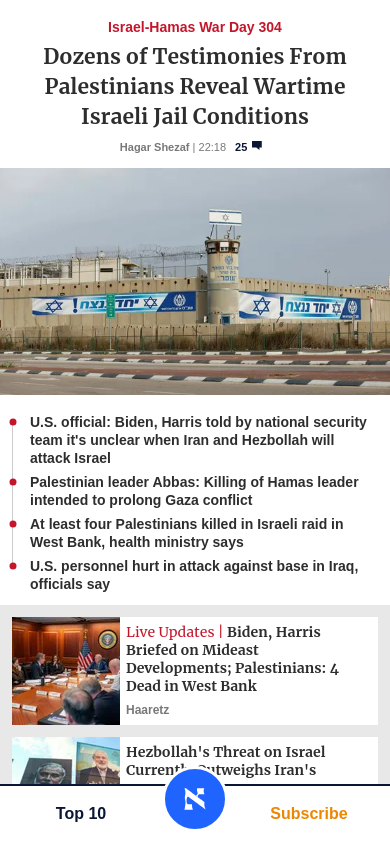 Israel-Hamas War Day 304
Dozens of Testimonies From
Palestinians Reveal Wartime
Israeli Jail Conditions
Hagar Shezaf | 22:18 25
יחד ננצח!
יחד ננצח!
U.S. official: Biden, Harris told by national security
team it's unclear when Iran and Hezbollah will
attack Israel
Palestinian leader Abbas: Killing of Hamas leader
intended to prolong Gaza conflict
At least four Palestinians killed in Israeli raid in
West Bank, health ministry says
U.S. personnel hurt in attack against base in Iraq,
officials say
Live Updates | Biden, Harris
Briefed on Mideast
Developments; Palestinians: 4
Dead in West Bank
Haaretz
Hezbollah's Threat on Israel
Currently Outweighs Iran's
Top 10
Subscribe